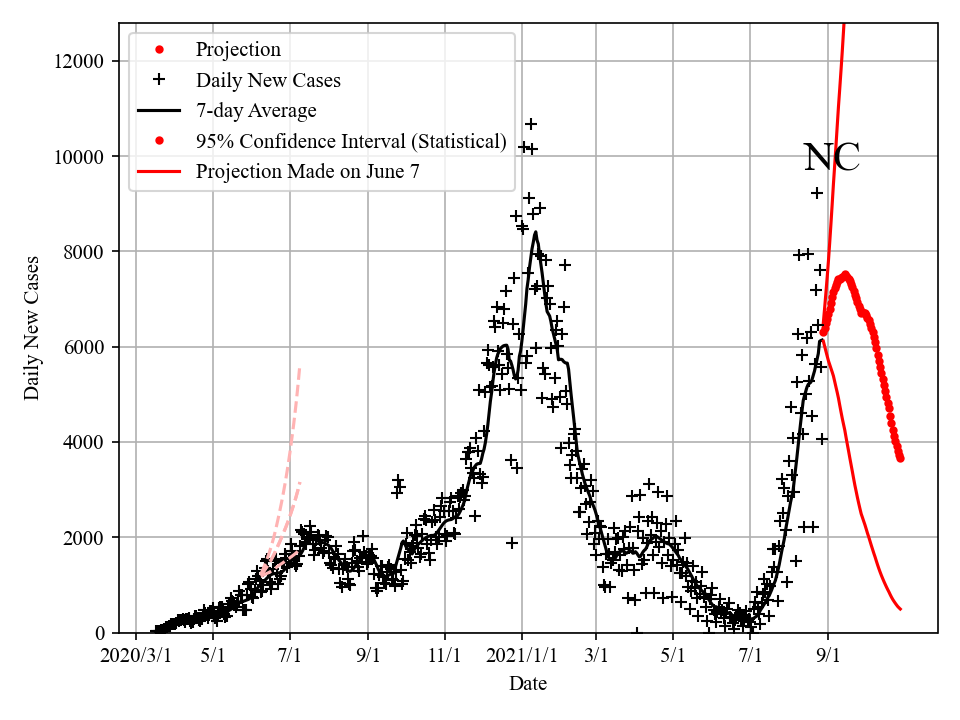 Projection
Daily New Cases
7-day Average
95% Confidence Interval (Statistical)
Projection Made on June 7
NC
12000
10000
8000
6000
4000
2000
0
Daily New Cases
2020/3/1 5/1 7/1 9/1 11/1 2021/1/1 3/1 5/1 7/1 9/1
Date